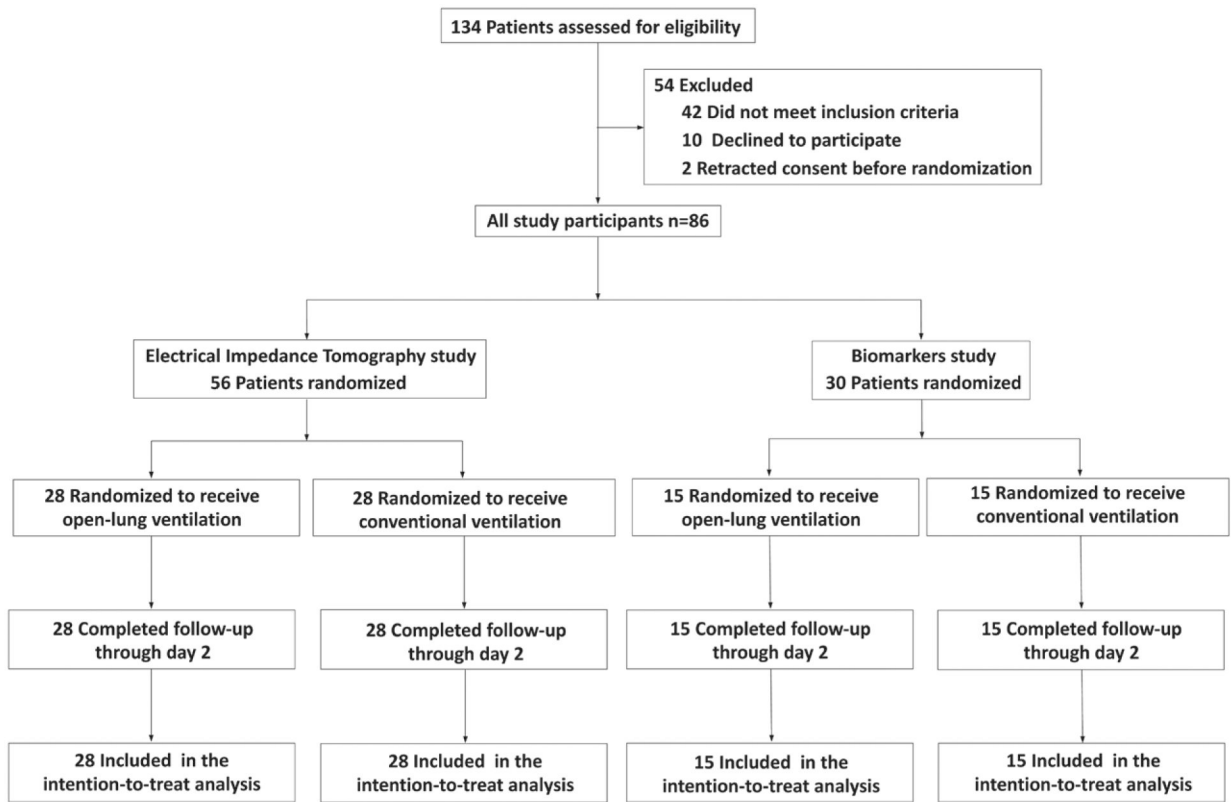 134 Patients assessed for eligibility
54 Excluded
42 Did not meet inclusion criteria
10 Declined to participate
2 Retracted consent before randomization
All study participants n=86
Electrical Impedance Tomography study
56 Patients randomized
Biomarkers study
30 Patients randomized
28 Randomized to receive
open-lung ventilation
28 Randomized to receive
conventional ventilation
15 Randomized to receive
open-lung ventilation
15 Randomized to receive
conventional ventilation
28 Completed follow-up
through day 2
28 Completed follow-up
through day 2
15 Completed follow-up
through day 2
15 Completed follow-up
through day 2
28 Included in the
intention-to-treat analysis
28 Included in the
intention-to-treat analysis
15 Included in the
intention-to-treat analysis
15 Included in the
intention-to-treat analysis